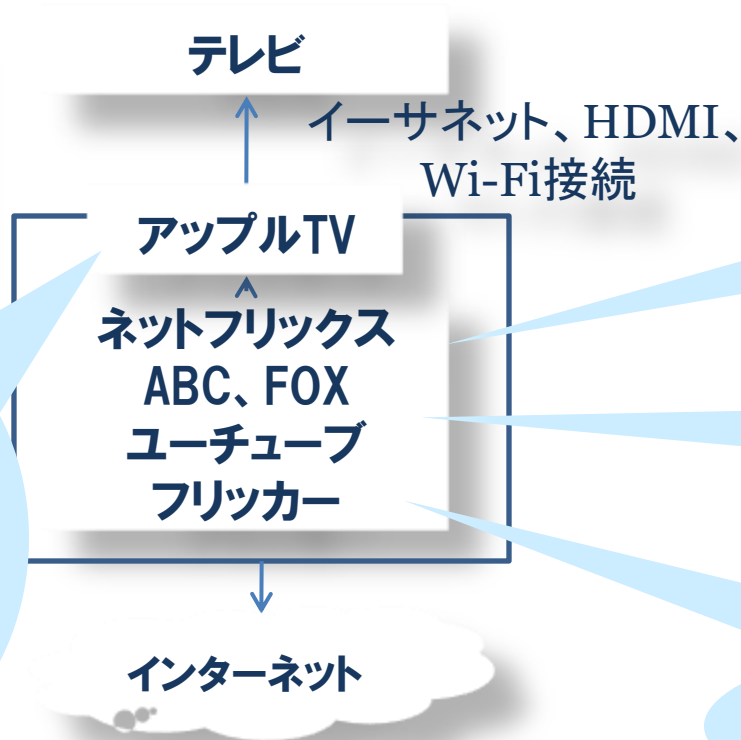 テレビ
イーサネット、HDMI、
Wi-Fi接続
アップルTV
ネットフリックス
ABC、FOX
ユーチューブ
フリッカー
インターネット